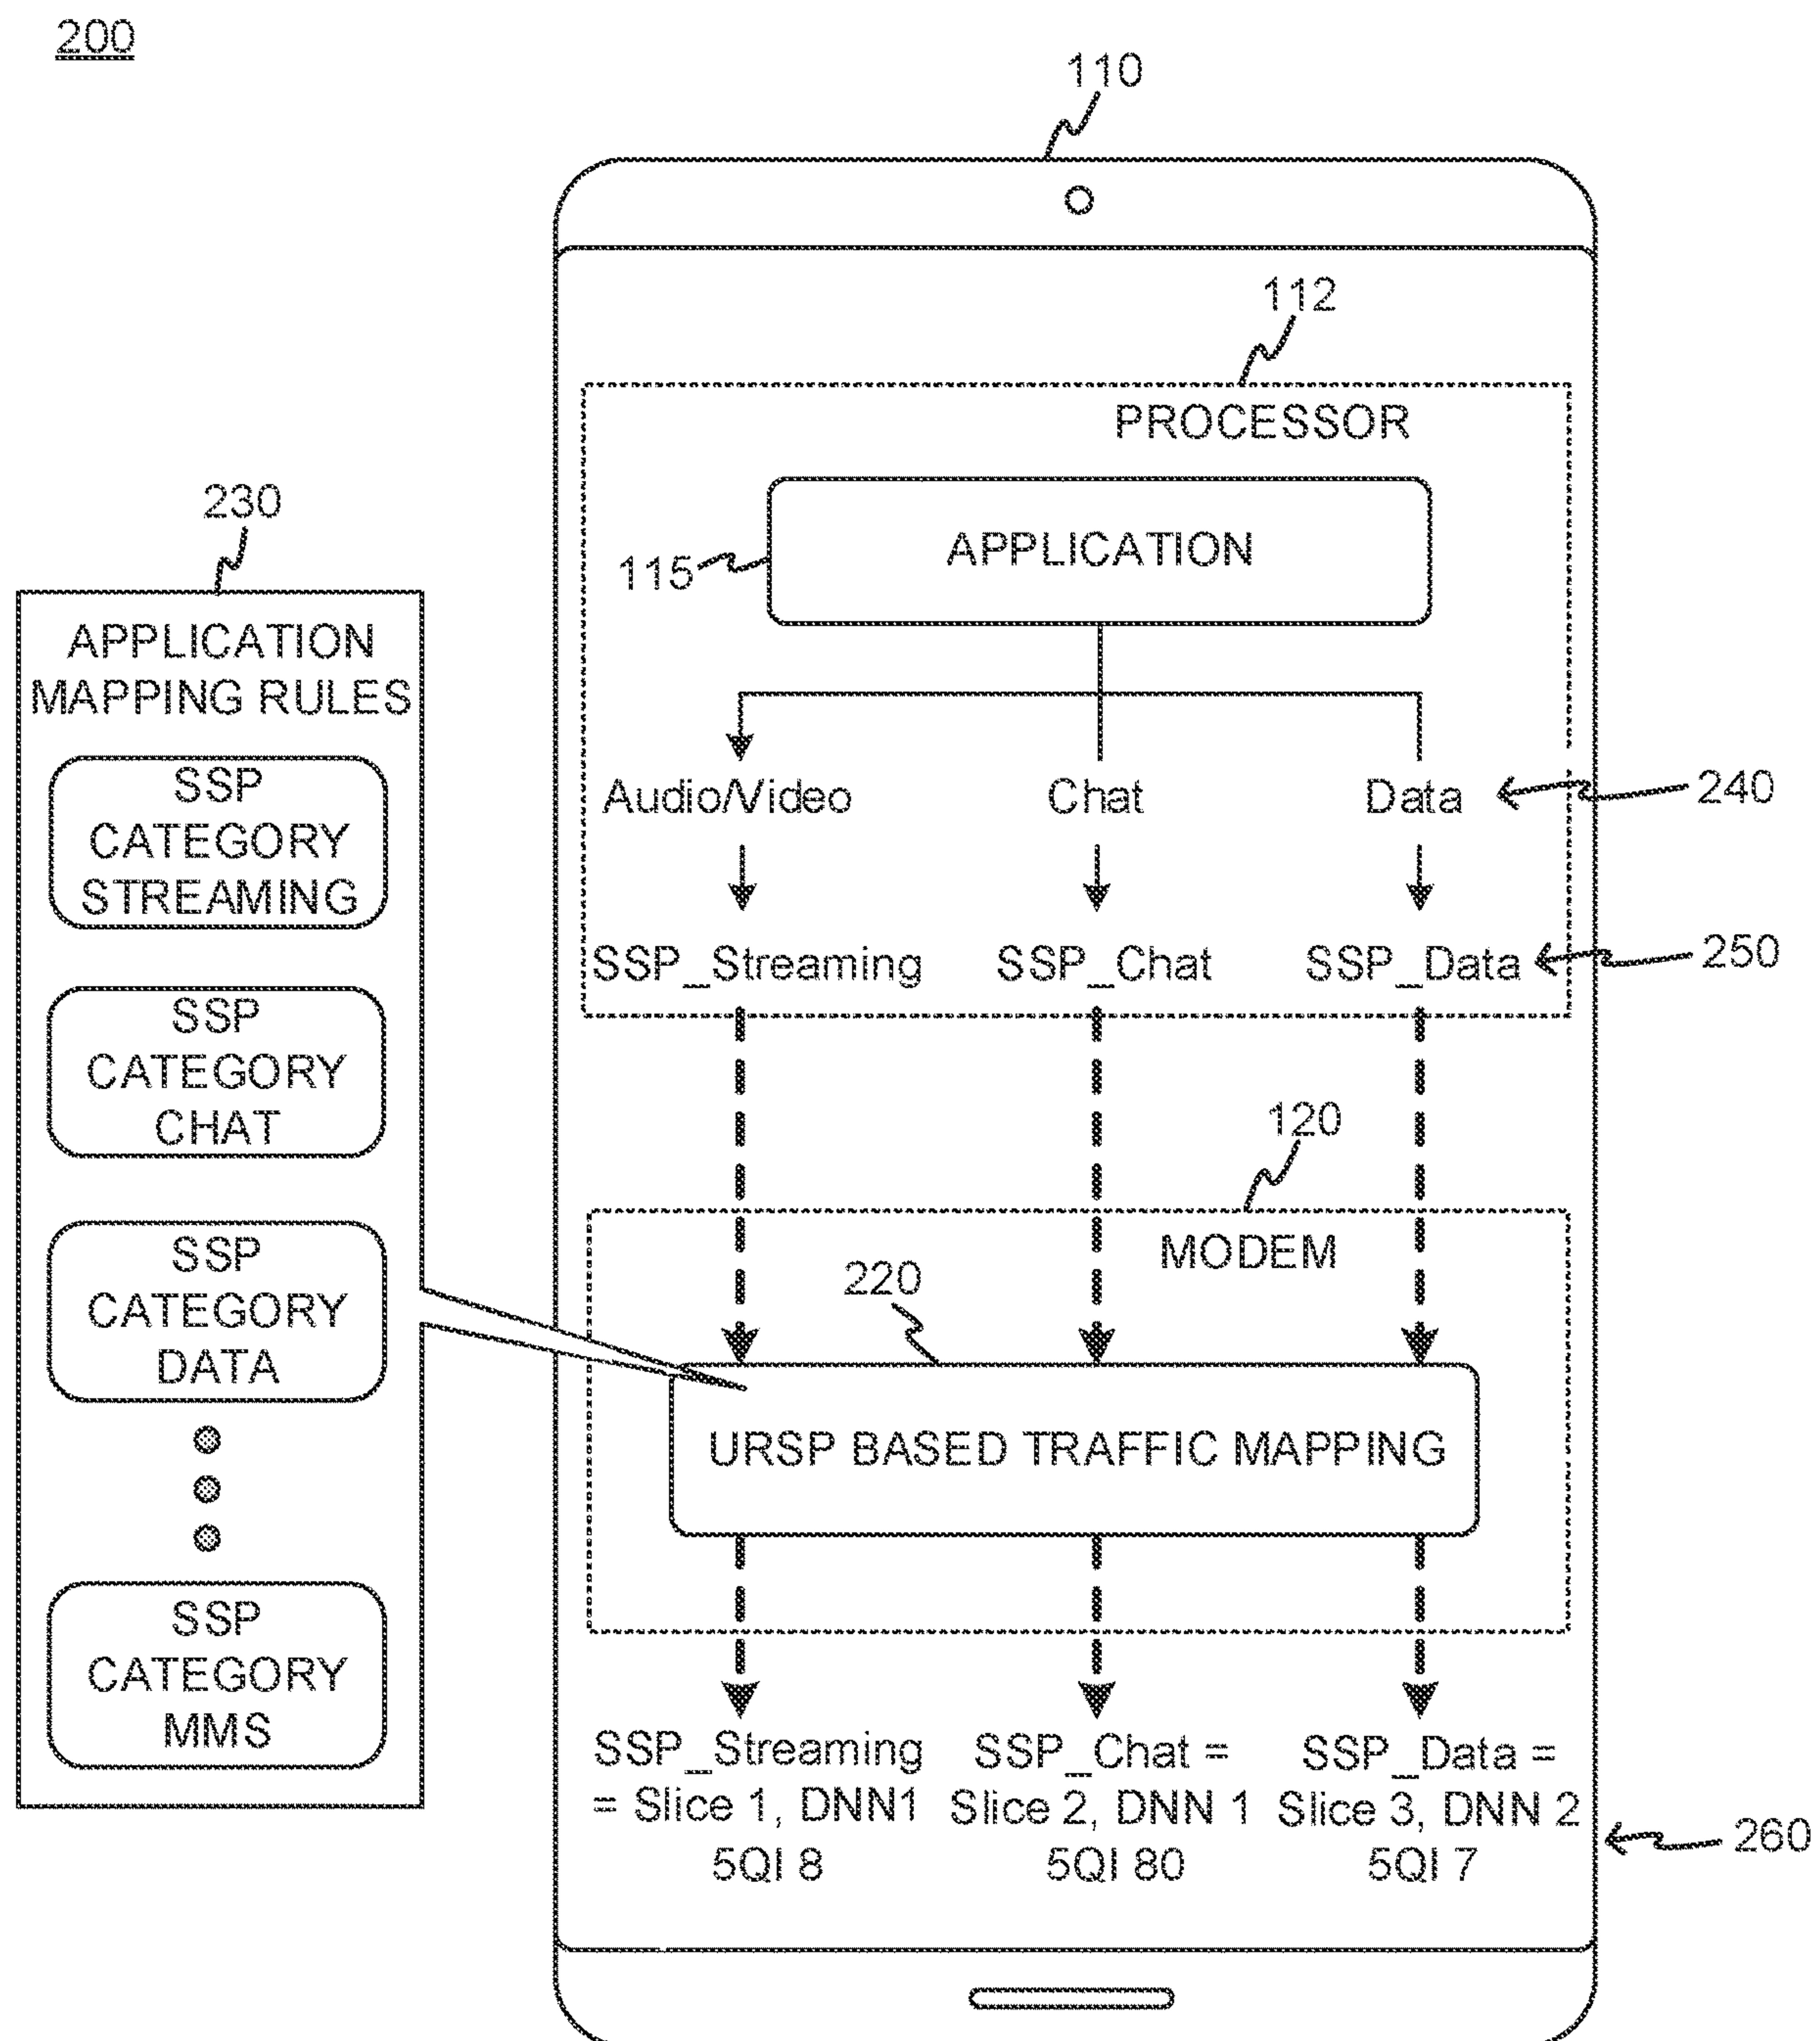 200
110
112
PROCESSOR
APPLICATION
115
230
APPLICATION
MAPPING RULES
SSP
CATEGORY
STREAMING
SSP
CATEGORY
CHAT
SSP
CATEGORY
DATA
SSP
CATEGORY
MMS
Audio/Video
Chat
Data
240
SSP_Streaming
SSP_Chat
SSP_Data
250
120
MODEM
220
URSP BASED TRAFFIC MAPPING
SSP_Streaming
= Slice 1, DNN1
5QI 8
SSP_Chat =
Slice 2, DNN 1
5QI 80
SSP_Data =
Slice 3, DNN 2
5QI 7
260